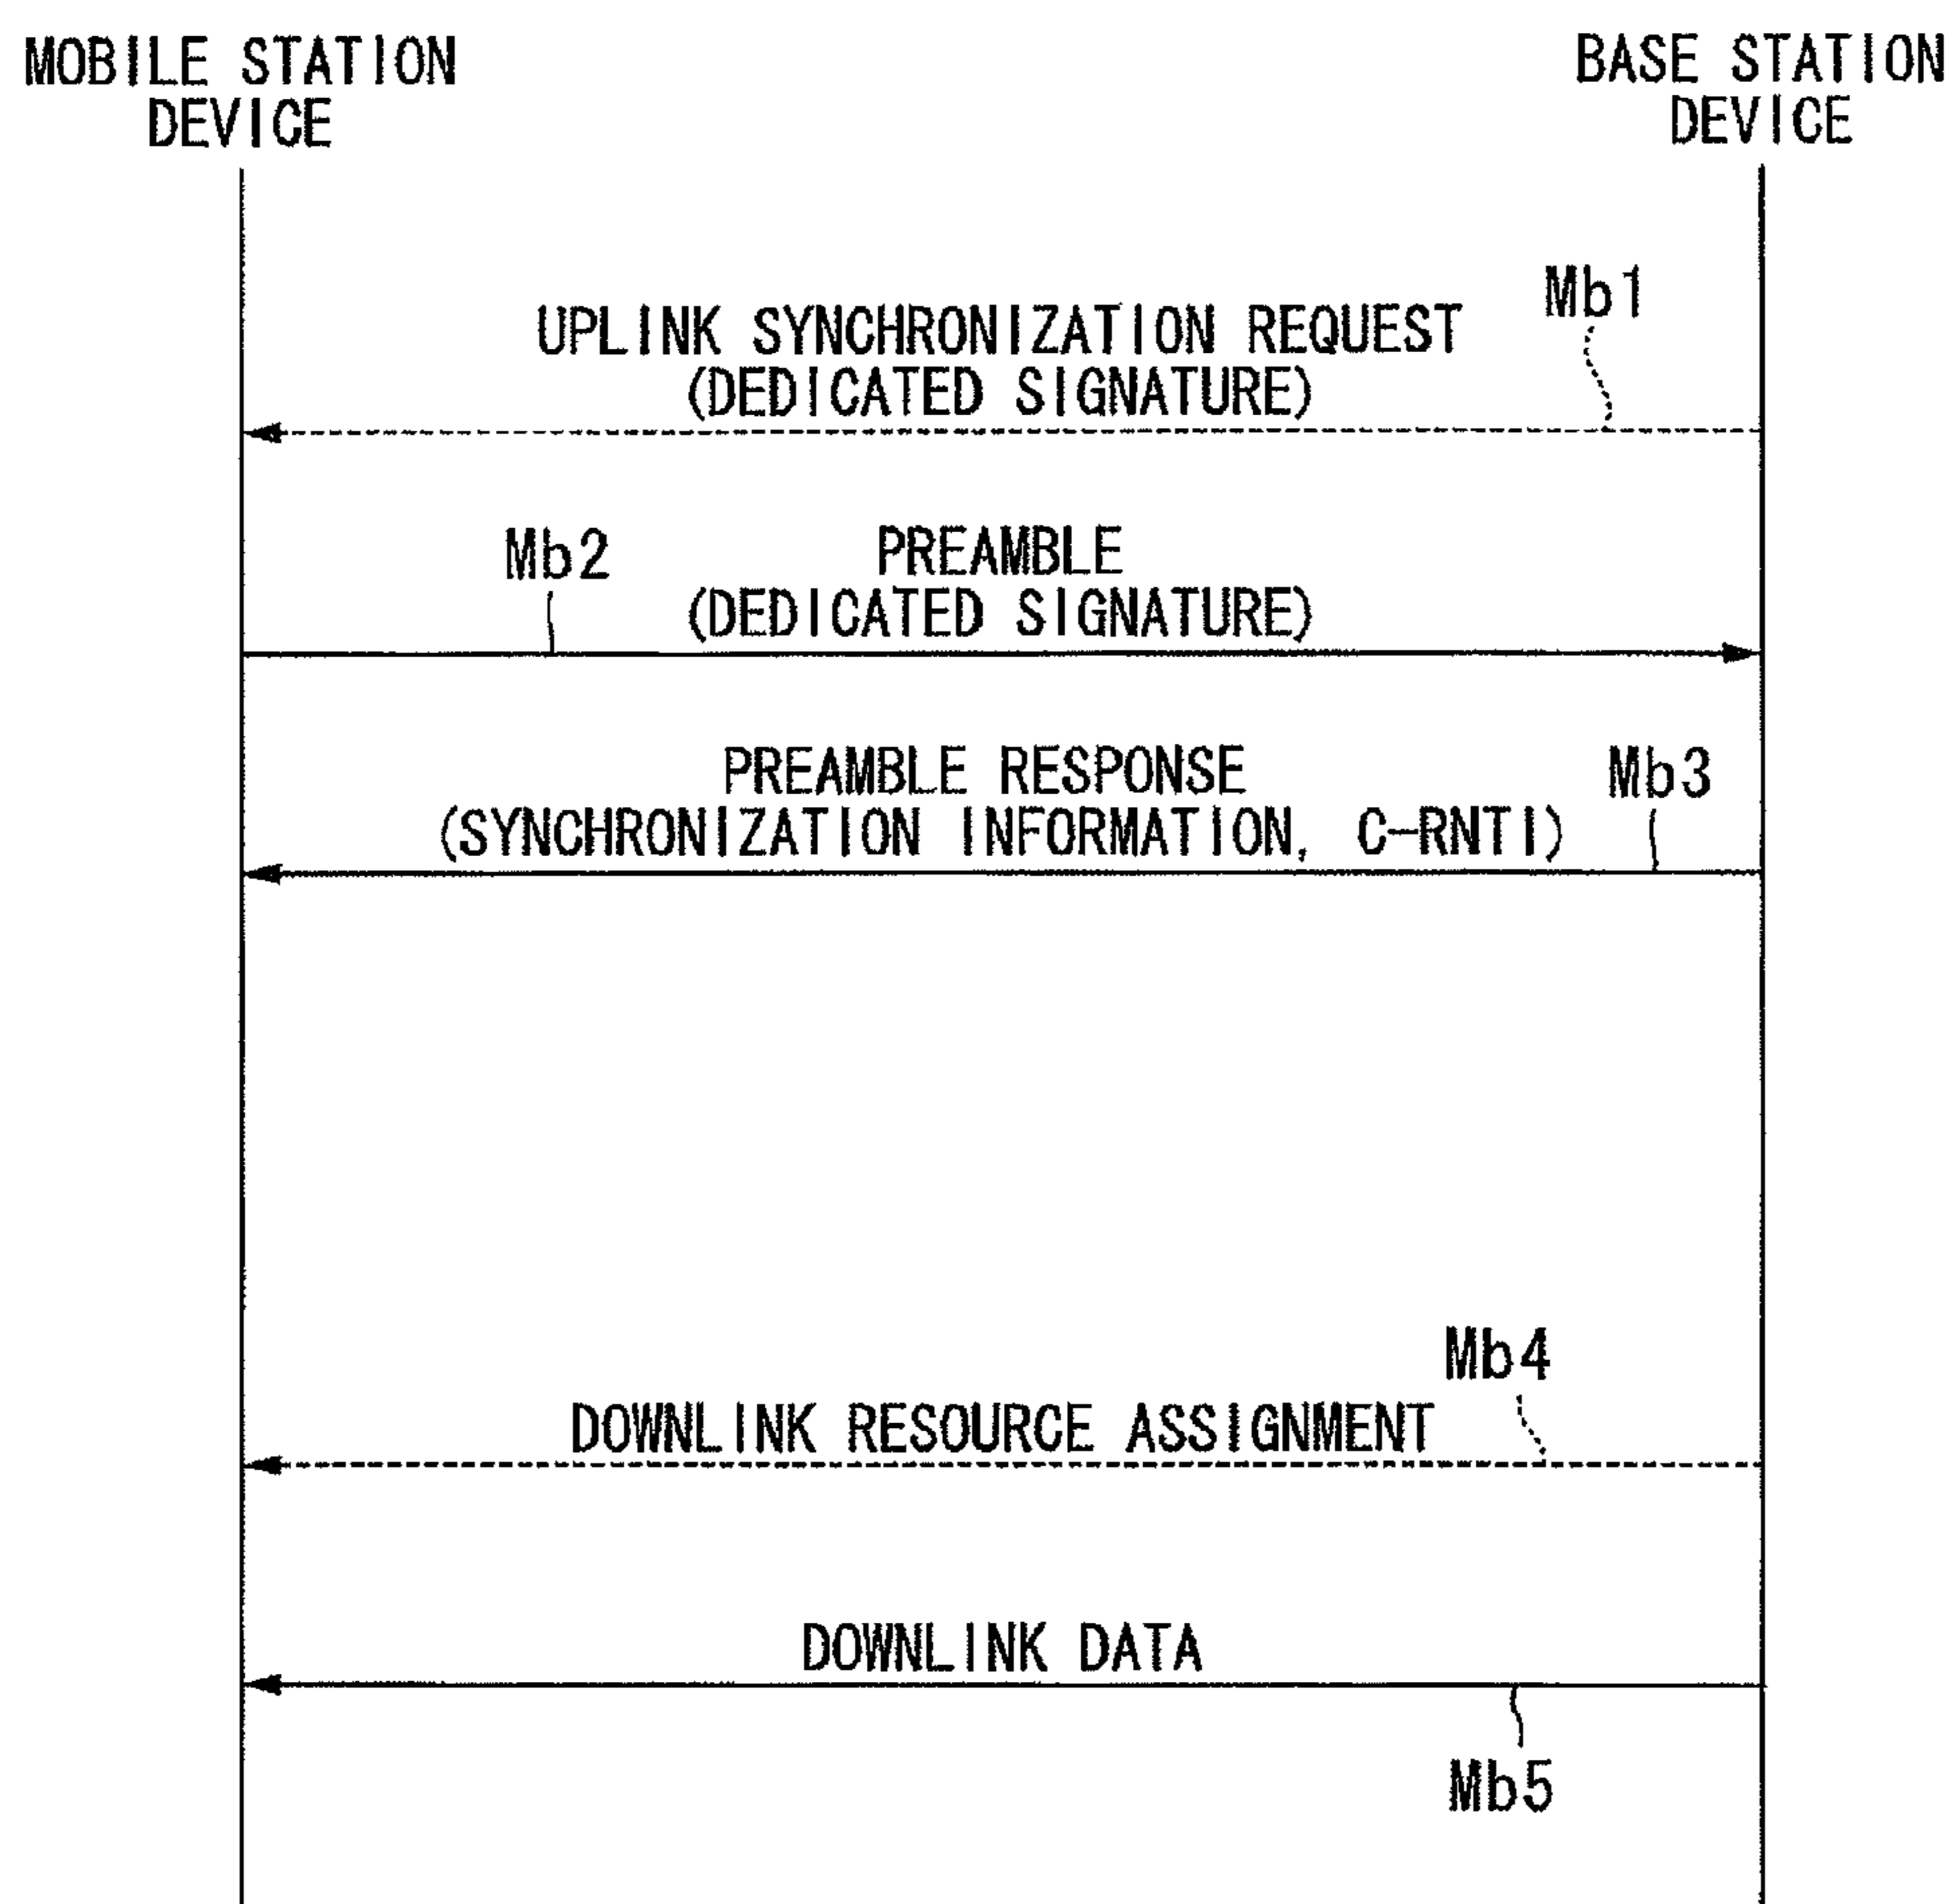 MOBILE STATION
DEVICE
BASE STATION
DEVICE
Mb1
UPLINK SYNCHRONIZATION REQUEST
(DEDICATED SIGNATURE)
Mb2
PREAMBLE
(DEDICATED SIGNATURE)
PREAMBLE RESPONSE
Mb3
(SYNCHRONIZATION INFORMATION, C-RNTI)
Mb4
DOWNLINK RESOURCE ASSIGNMENT
DOWNLINK DATA
Mb5